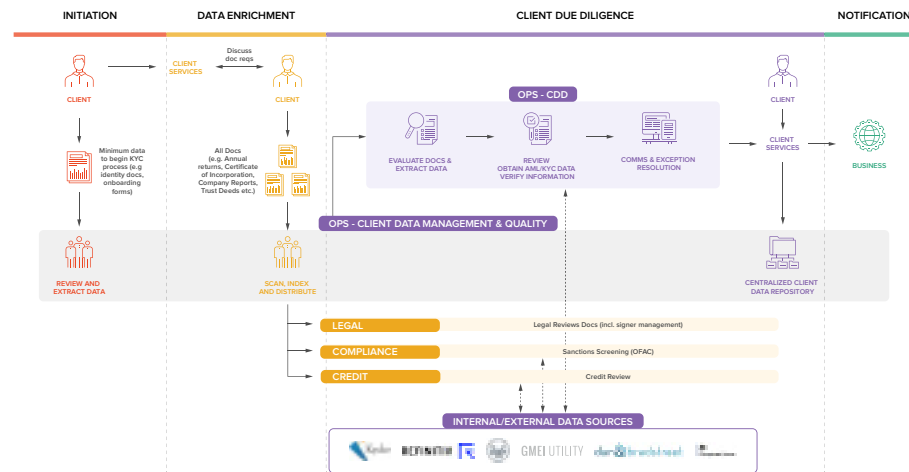 INITIATION
DATA ENRICHMENT
CLIENT DUE DILIGENCE
NOTIFICATION
CLIENT
CLIENT
SERVICES
Discuss
doc reqs
CLIENT
Minimum data
to begin KYC
process (e.g
identity docs,
onboarding
forms)
All Docs
(e.g. Annual
returns, Certificate
of Incorporation,
Company Reports,
Trust Deeds etc.)
OPS - CDD
EVALUATE DOCS &
EXTRACT DATA
REVIEW
OBTAIN AML/KYC DATA
VERIFY INFORMATION
COMMS & EXCEPTION
RESOLUTION
CLIENT
CLIENT
SERVICES
BUSINESS
OPS - CLIENT DATA MANAGEMENT & QUALITY
REVIEW AND
EXTRACT DATA
SCAN, INDEX
AND DISTRIBUTE
CENTRALIZED CLIENT
DATA REPOSITORY
LEGAL
Legal Reviews Docs (incl. signer management)
COMPLIANCE
Sanctions Screening (OFAC)
CREDIT
Credit Review
INTERNAL/EXTERNAL DATA SOURCES
REFINITIV
GMEI UTILITY
dun & bradstreet